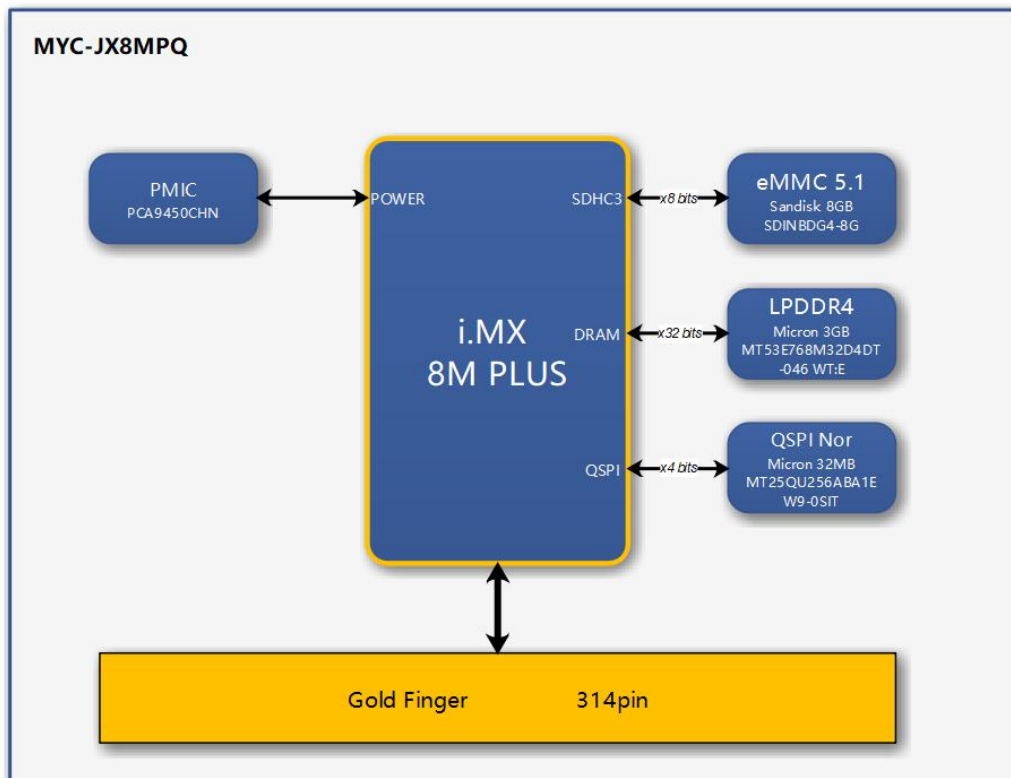 MYC-JX8MPQ
PMIC
PCA9450CHN
POWER
i.MX
8M PLUS
SDHC3
x8 bits
eMMC 5.1
Sandisk 8GB
SDINBDG4-8G
DRAM
x32 bits
LPDDR4
Micron 3GB
MT53E768M32D4DT
-046 WT:E
QSPI
x4 bits
QSPI Nor
Micron 32MB
MT25QU256ABA1E
W9-0SIT
Gold Finger 314pin